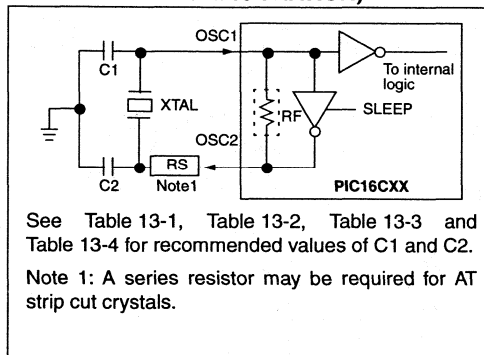 OSC1
C1
To internal
logic
XTAL
SLEEP
RF
OSC2
RS
C2
Note1
PIC16CXX
See Table 13-1, Table 13-2, Table 13-3 and
Table 13-4 for recommended values of C1 and C2.
Note 1: A series resistor may be required for AT
strip cut crystals.